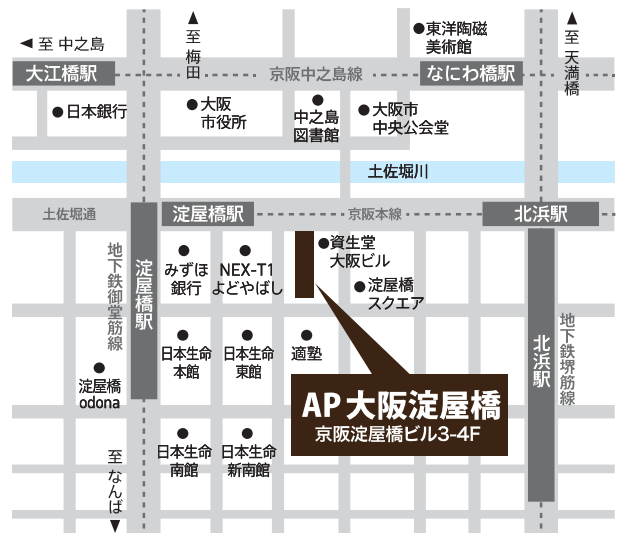 至 中之島
至 梅田
東洋陶磁
美術館
至 天満橋
大江橋駅
京阪中之島線
なにわ橋駅
日本銀行
大阪
市役所
中之島
図書館
大阪市
中央公会堂
土佐堀川
土佐堀通
淀屋橋駅
京阪本線
北浜駅
地下鉄御堂筋線
淀屋橋駅
みずほ
銀行
NEX-T1
よどやばし
資生堂
大阪ビル
淀屋橋
スクエア
日本生命
本館
日本生命
東館
適塾
北浜駅
地下鉄堺筋線
淀屋橋
odona
AP 大阪淀屋橋
京阪淀屋橋ビル3-4F
日本生命
南館
日本生命
新南館
至 なんば